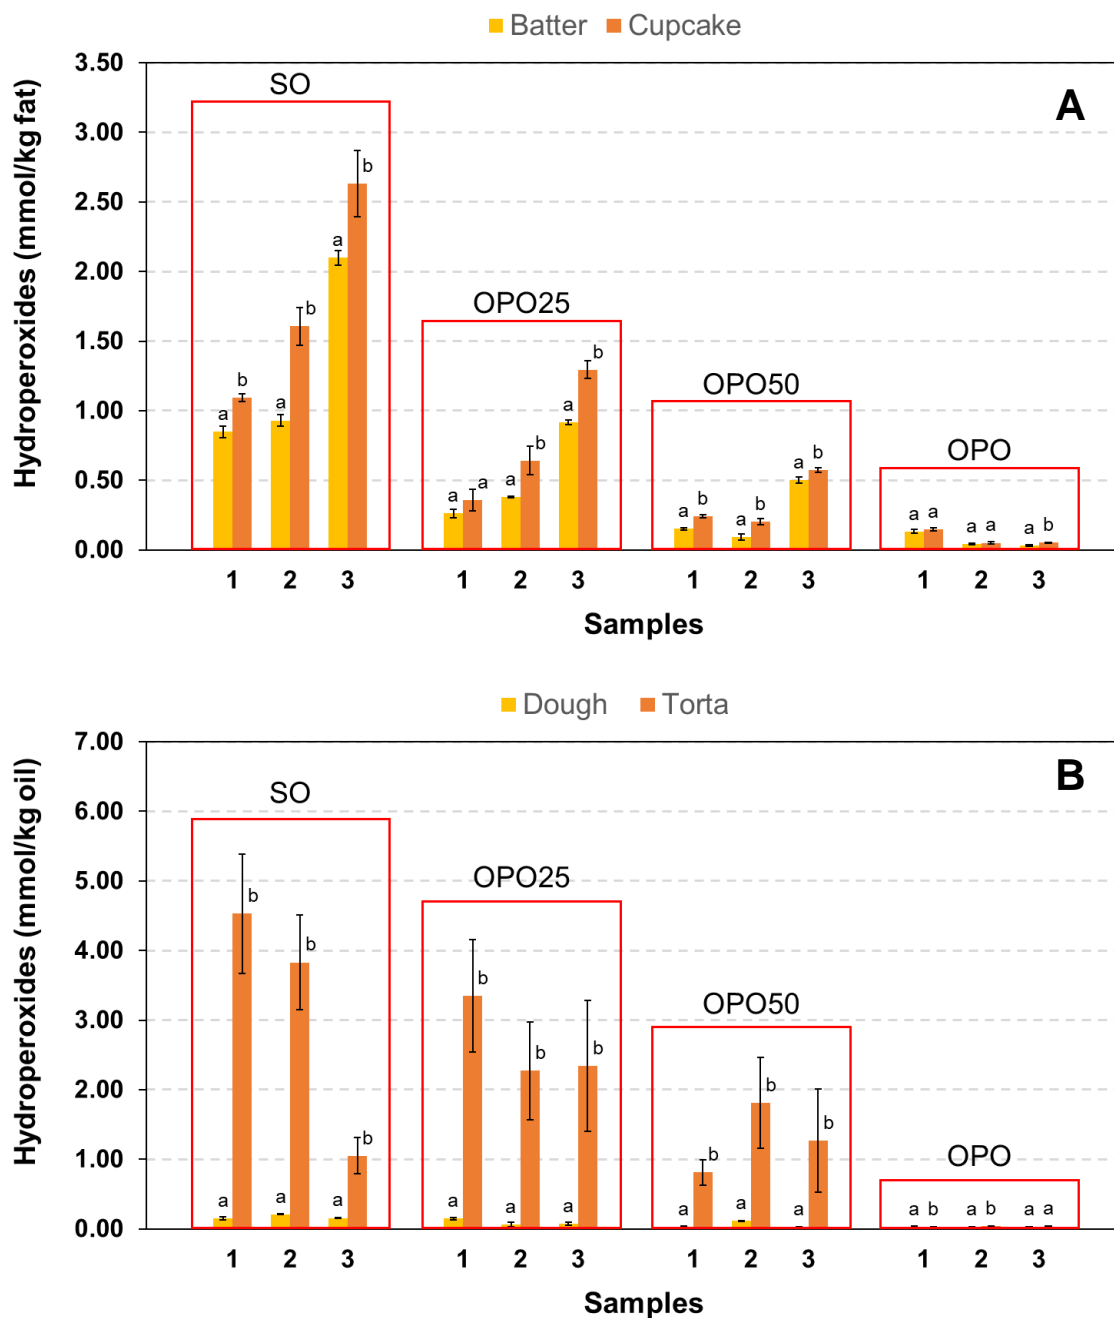 Batter Cupcake
A
Hydroperoxides (mmol/kg fat)
3.50
3.00
2.50
2.00
1.50
1.00
0.50
0.00
SO
OPO25
OPO50
OPO
a b a b a b
a a a b a b
a b a b a b
a a a a a b
1 2 3 1 2 3 1 2 3 1 2 3
Samples
Dough Torta
B
Hydroperoxides (mmol/kg oil)
7.00
6.00
5.00
4.00
3.00
2.00
1.00
0.00
SO
OPO25
OPO50
OPO
a b a b a b
a b a b a b
a b a b a b
a b a b a a
1 2 3 1 2 3 1 2 3 1 2 3
Samples